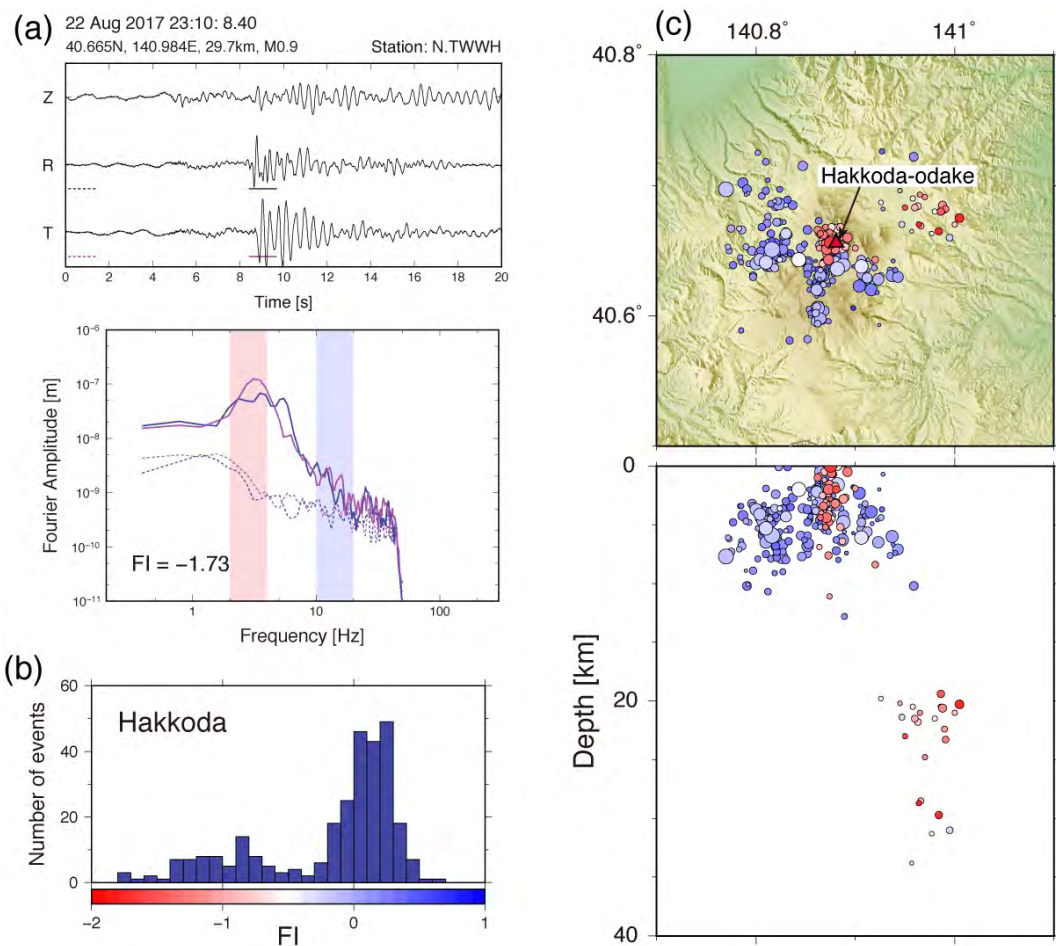 (a)
22 Aug 2017 23:10: 8.40
40.665N, 140.984E, 29.7km, M0.9
Station: N.TWWH
Z
R
T
0 2 4 6 8 10 12 14 16 18 20
Time [s]
10⁻⁶
10⁻⁷
10⁻⁸
10⁻⁹
10⁻¹⁰
10⁻¹¹
Fourier Amplitude [m]
FI = −1.73
1 10 100
Frequency [Hz]
(b)
60
40
20
0
Number of events
Hakkoda
−2 −1 0 1
FI
(c)
140.8° 141°
40.8°
40.6°
Hakkoda-odake
0
20
40
Depth [km]